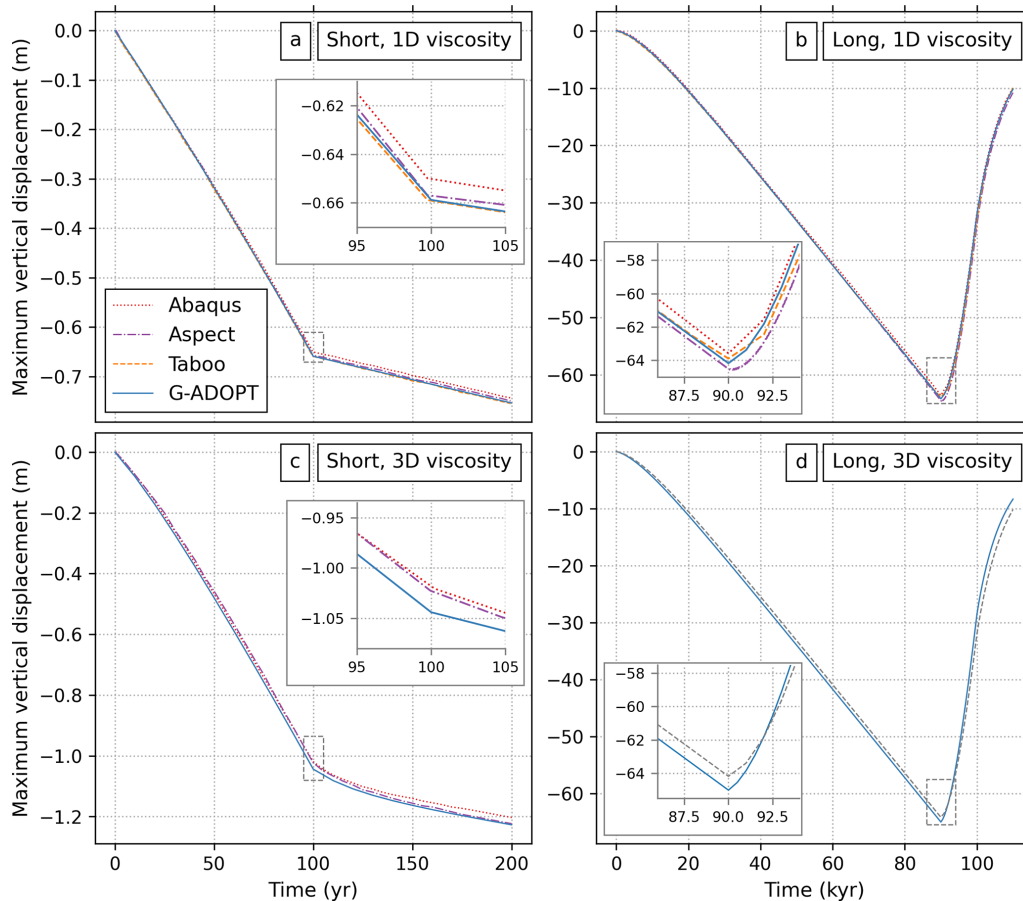 a Short, 1D viscosity
Maximum vertical displacement (m)
0.0
−0.1
−0.2
−0.3
−0.4
−0.5
−0.6
−0.7
−0.62
−0.64
−0.66
95 100 105
Abaqus
Aspect
Taboo
G-ADOPT
b Long, 1D viscosity
0
−10
−20
−30
−40
−50
−60
−58
−60
−62
−64
87.5 90.0 92.5
c Short, 3D viscosity
Maximum vertical displacement (m)
0.0
−0.2
−0.4
−0.6
−0.8
−1.0
−1.2
−0.95
−1.00
−1.05
95 100 105
0 50 100 150 200
Time (yr)
d Long, 3D viscosity
0
−10
−20
−30
−40
−50
−60
−58
−60
−62
−64
87.5 90.0 92.5
0 20 40 60 80 100
Time (kyr)